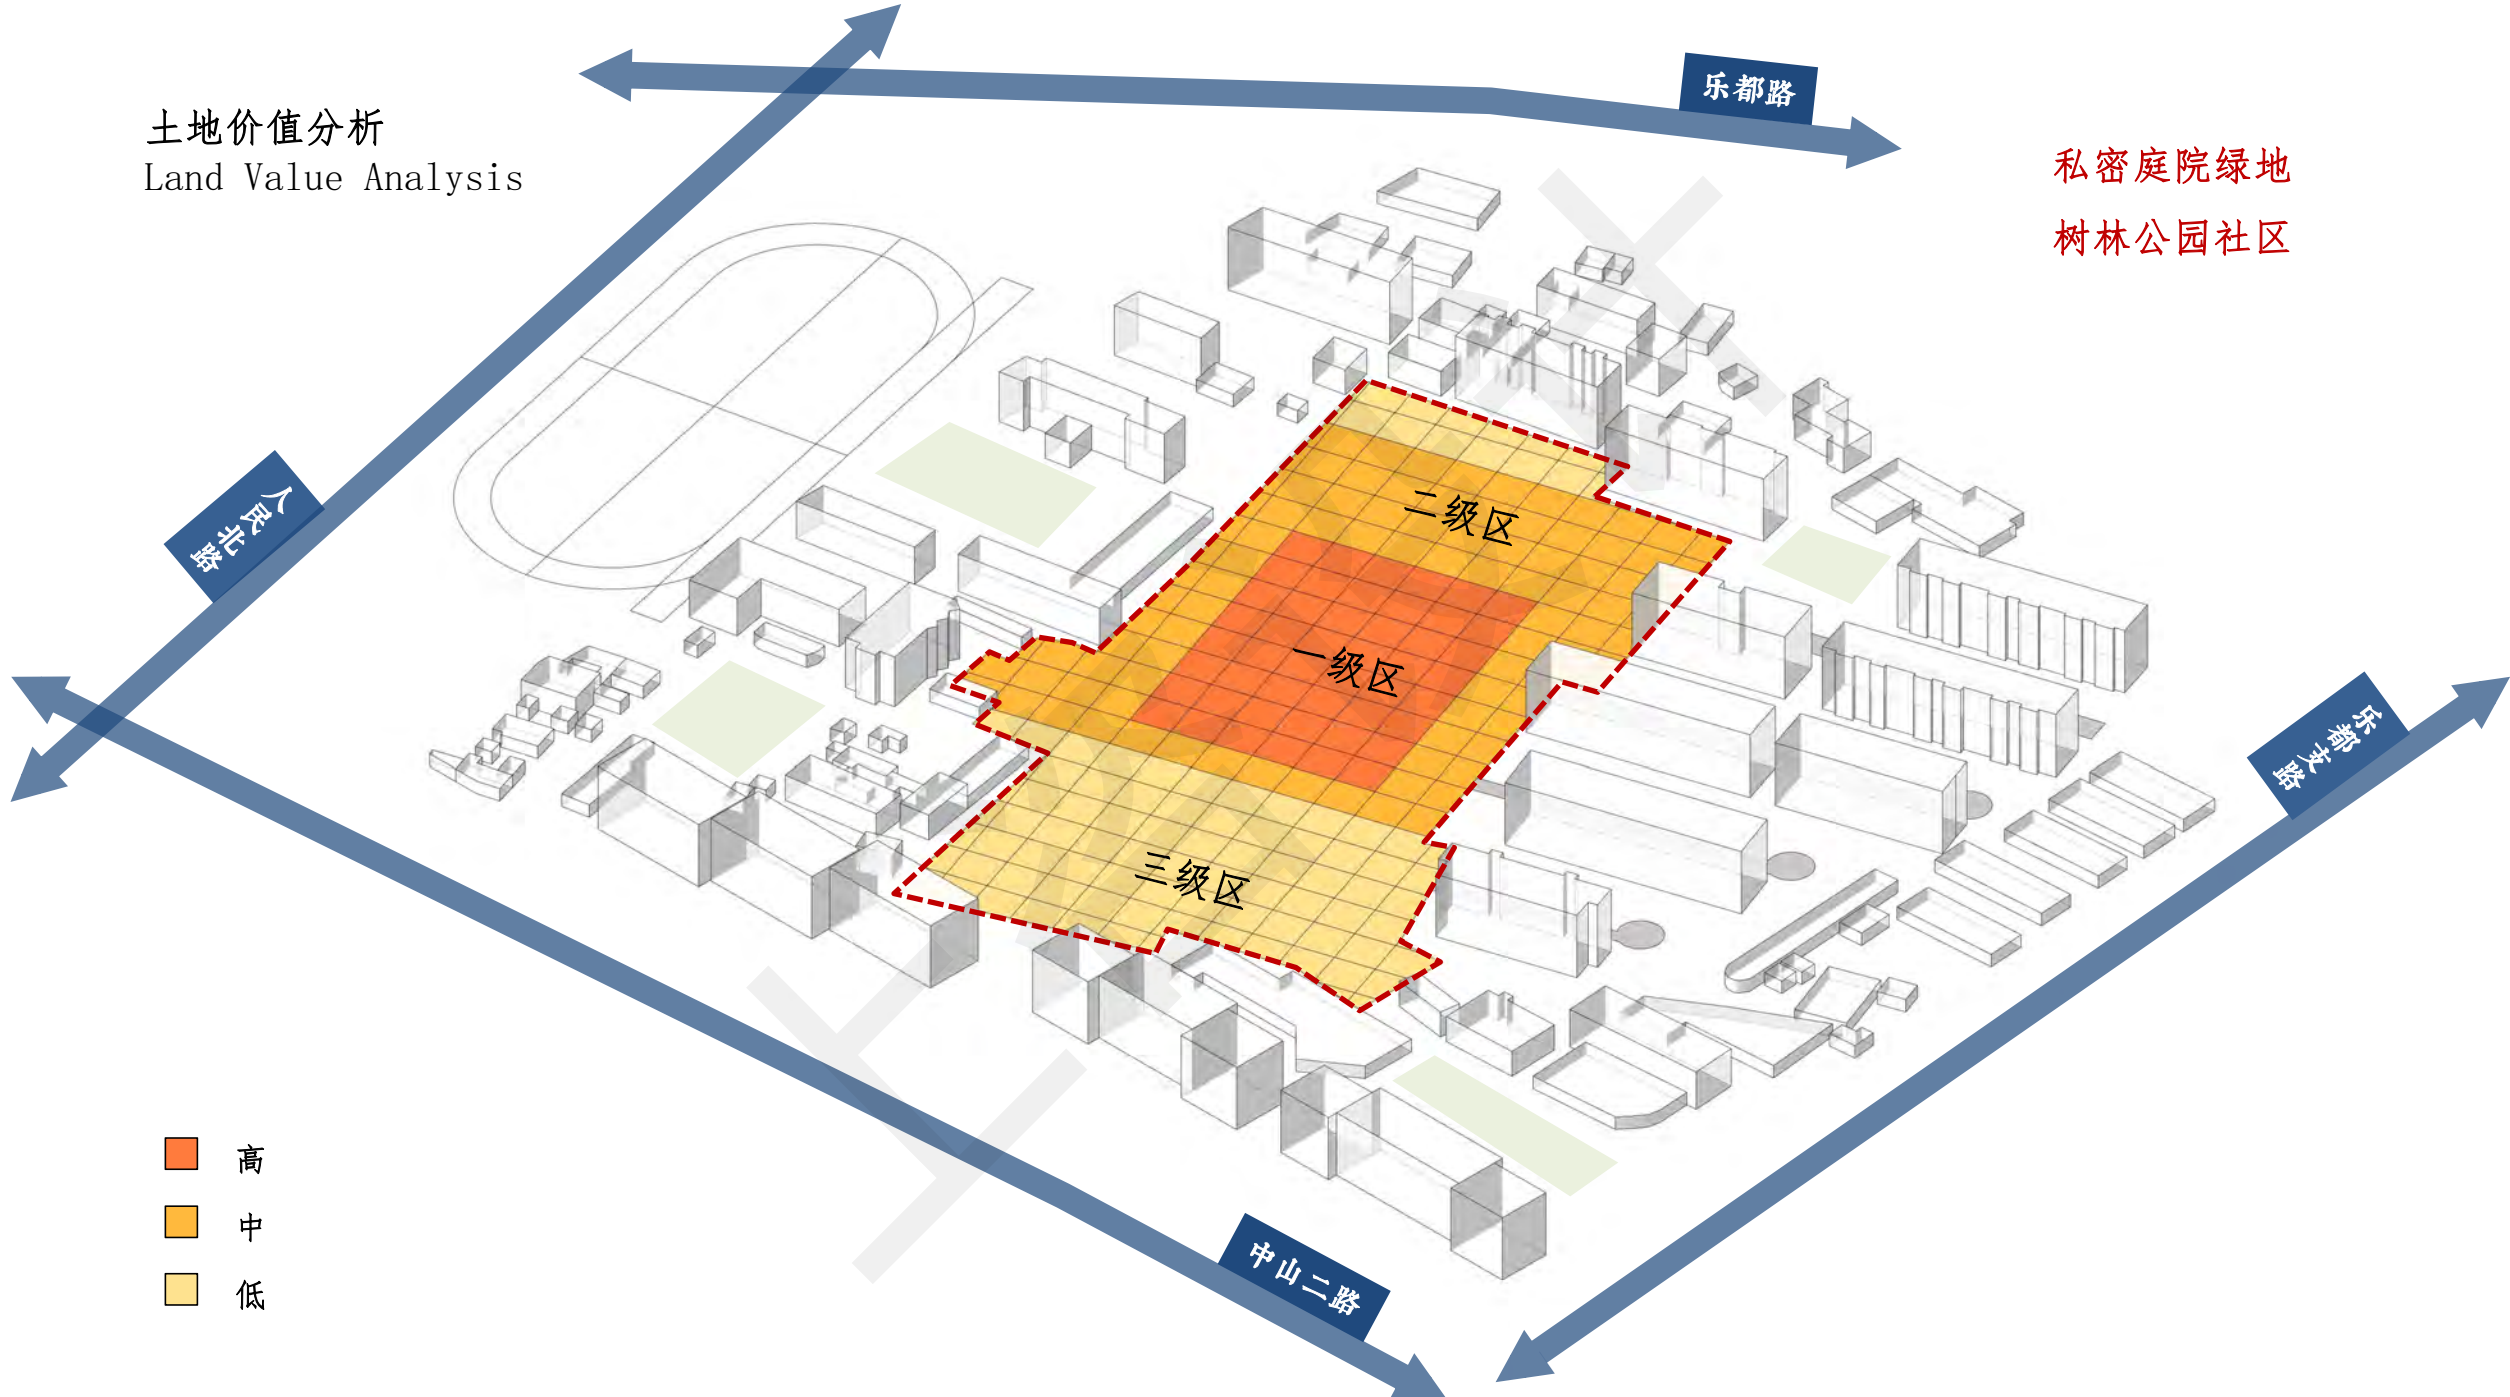 乐都路
土地价值分析
Land Value Analysis
私密庭院绿地
树林公园社区
人民北路
二级区
一级区
乐都支路
三级区
高
中
中山二路
低